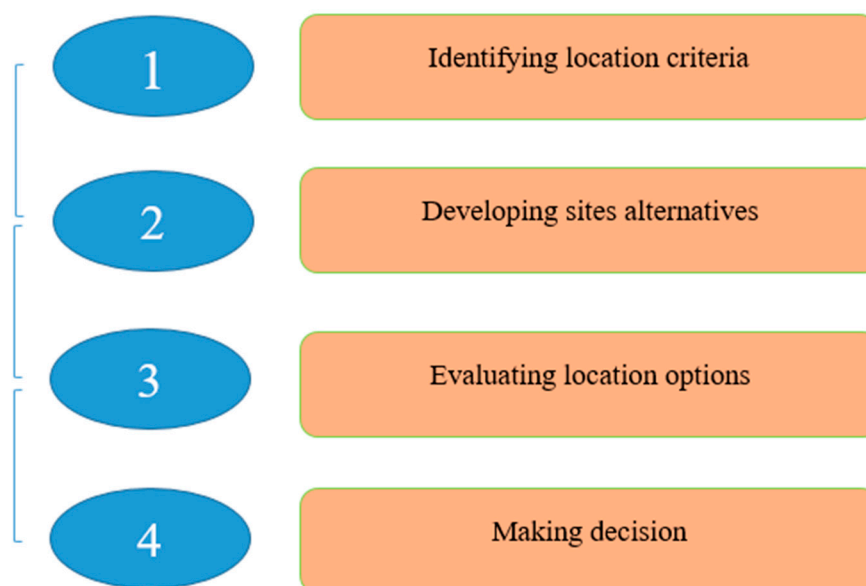 1
Identifying location criteria
2
Developing sites alternatives
3
Evaluating location options
4
Making decision